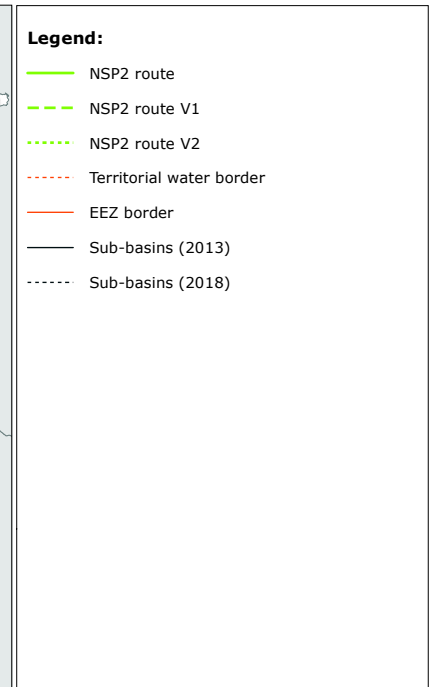 Legend:
NSP2 route
NSP2 route V1
NSP2 route V2
Territorial water border
EEZ border
Sub-basins (2013)
Sub-basins (2018)